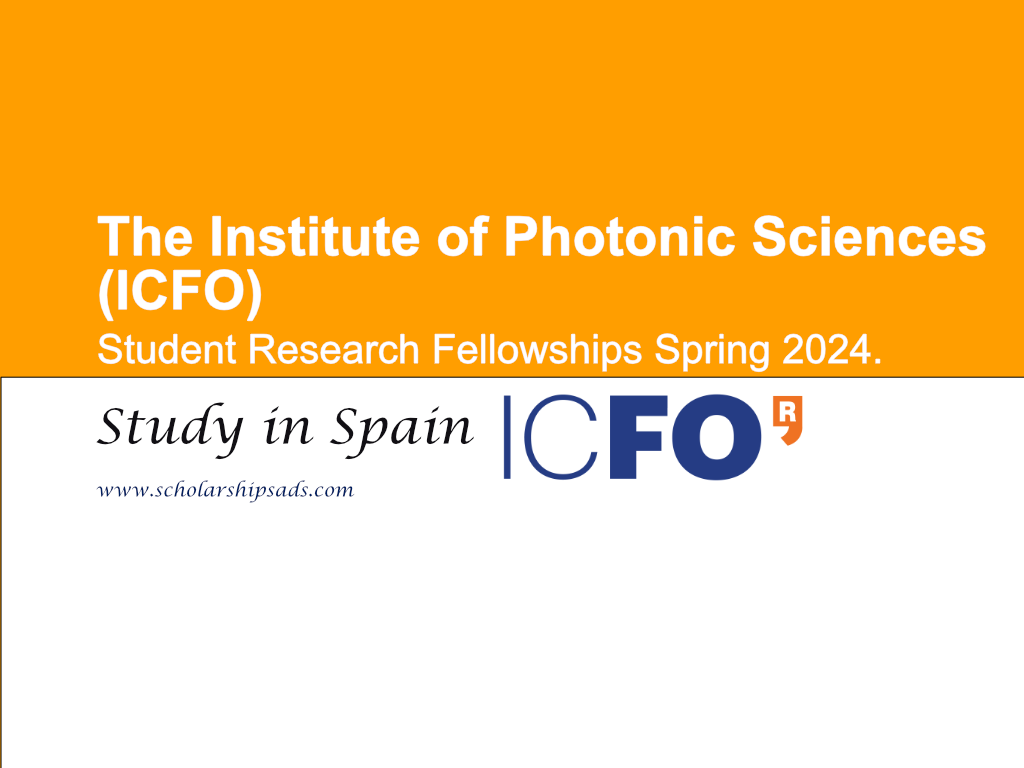 The Institute of Photonic Sciences
(ICFO)
Student Research Fellowships Spring 2024.
Study in Spain
ICFO
R
www.scholarshipsads.com